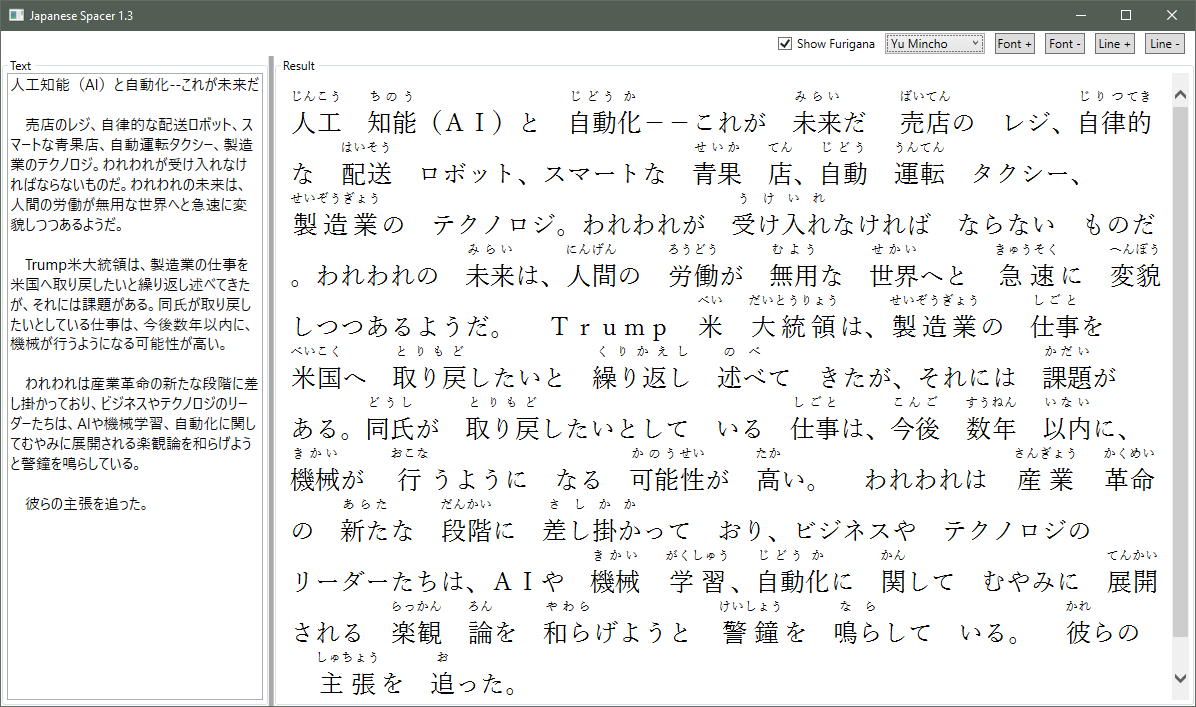 Japanese Spacer 1.3
Show Furigana
Yu Mincho
Font +
Font -
Line +
Line -
Text
人工知能（AI）と自動化--これが未来だ
　売店のレジ、自律的な配送ロボット、ス
マートな青果店、自動運転タクシー、製造
業のテクノロジ。われわれが受け入れなけ
ればならないものだ。われわれの未来は、
人間の労働が無用な世界へと急速に変
貌しつつあるようだ。
　Trump米大統領は、製造業の仕事を
米国へ取り戻したいと繰り返し述べてきた
が、それには課題がある。同氏が取り戻し
たいとしている仕事は、今後数年以内に、
機械が行うようになる可能性が高い。
　われわれは産業革命の新たな段階に差
し掛かっており、ビジネスやテクノロジのリー
ダーたちは、AIや機械学習、自動化に関し
てむやみに展開される楽観論を和らげよう
と警鐘を鳴らしている。
　彼らの主張を追った。
Result
じんこう　ちのう　じどうか　みらい　ばいてん　じりつてき
人工　知能（ＡＩ）と　自動化－－これが　未来だ　売店の　レジ、自律的
はいそう　せいか　てん　じどう　うんてん
な　配送　ロボット、スマートな　青果　店、自動　運転　タクシー、
せいぞうぎょう　うけいれ
製造業の　テクノロジ。われわれが　受け入れなければ　ならない　ものだ
みらい　にんげん　ろうどう　むよう　せかい　きゅうそく　へんぼう
。われわれの　未来は、人間の　労働が　無用な　世界へと　急速に　変貌
べい　だいとうりょう　せいぞうぎょう　しごと
しつつあるようだ。　Ｔｒｕｍｐ　米　大統領は、製造業の　仕事を
べいこく　とりもど　くりかえし　のべ　かだい
米国へ　取り戻したいと　繰り返し　述べて　きたが、それには　課題が
どうし　とりもど　しごと　こんご　すうねん　いない
ある。同氏が　取り戻したいとして　いる　仕事は、今後　数年　以内に、
きかい　おこな　かのうせい　たか　さんぎょう　かくめい
機械が　行うように　なる　可能性が　高い。　われわれは　産業　革命
あらた　だんかい　さしかか
の　新たな　段階に　差し掛かって　おり、ビジネスや　テクノロジの
きかい　がくしゅう　じどうか　かん　てんかい
リーダーたちは、ＡＩや　機械　学習、自動化に　関して　むやみに　展開
らっかん　ろん　やわら　けいしょう　なら　かれ
される　楽観　論を　和らげようと　警鐘を　鳴らして　いる。　彼らの
しゅちょう　お
主張を　追った。